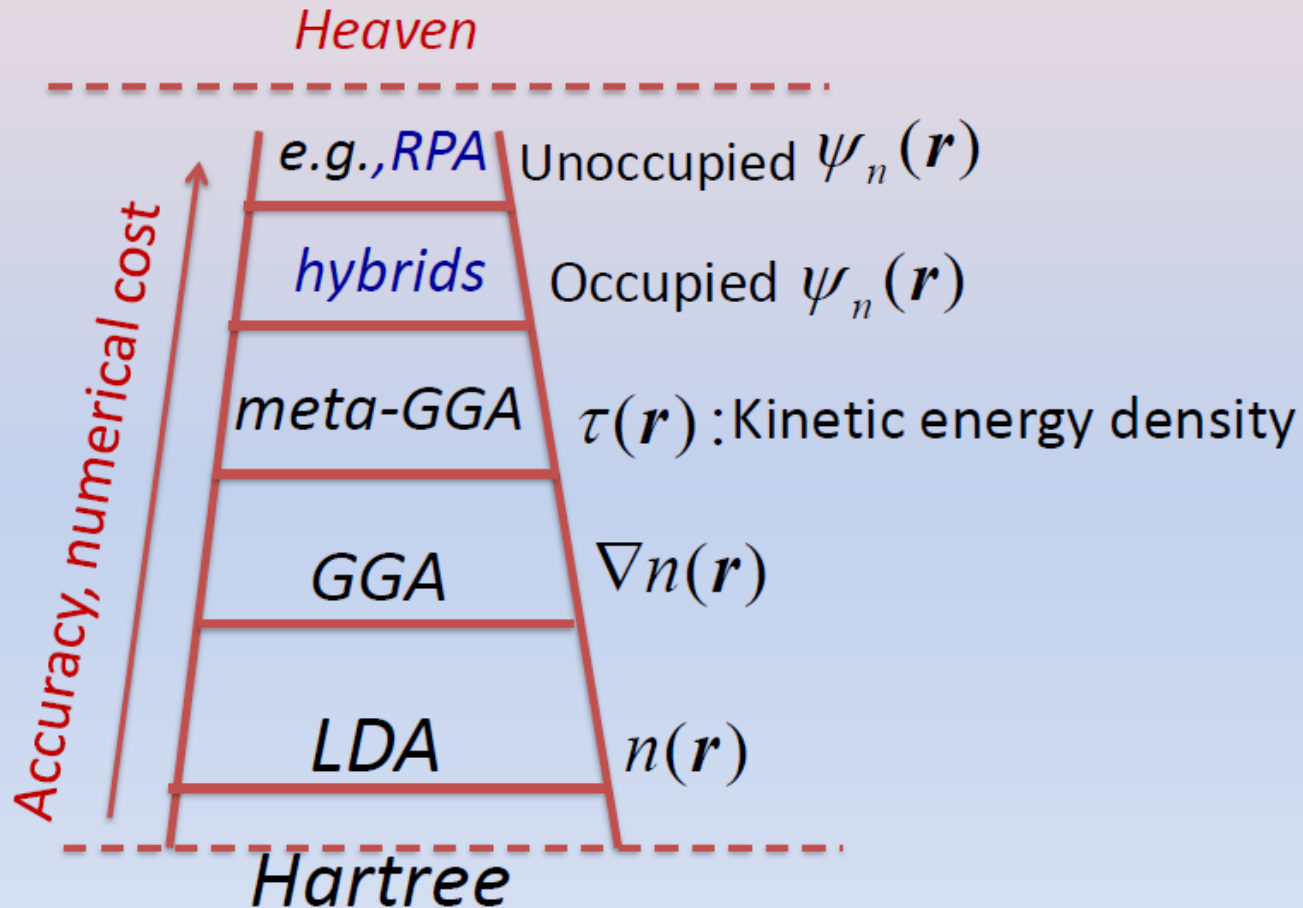 Heaven
e.g.,RPA Unoccupied ψₙ(r)
hybrids Occupied ψₙ(r)
meta-GGA τ(r) :Kinetic energy density
GGA ∇n(r)
LDA n(r)
Hartree
Accuracy, numerical cost